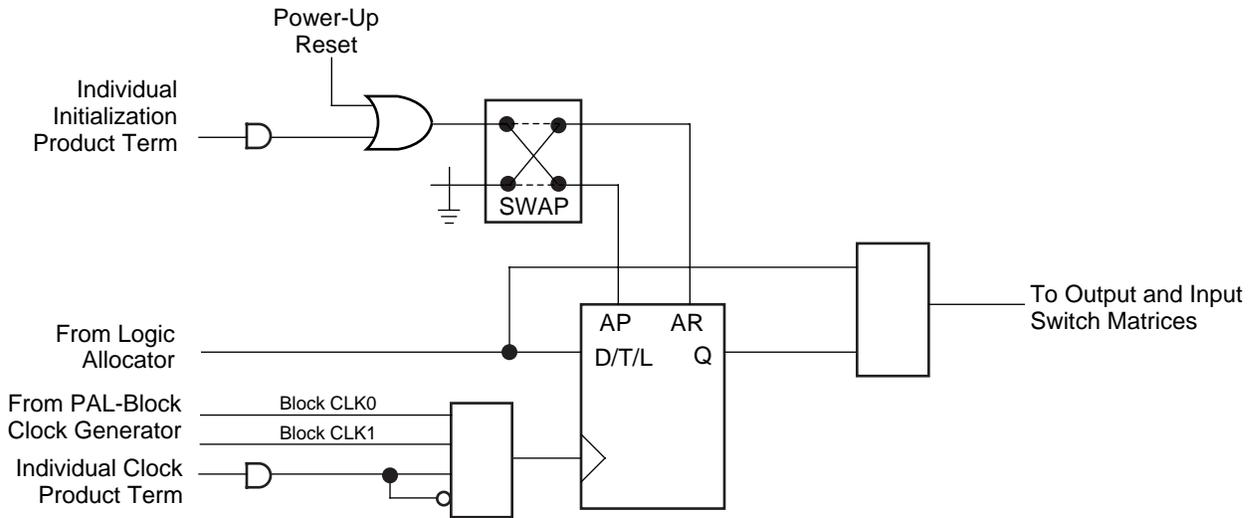 Power-Up
Reset
Individual
Initialization
Product Term
SWAP
AP AR
To Output and Input
Switch Matrices
From Logic
Allocator
D/T/L Q
From PAL-Block
Clock Generator
Block CLK0
Block CLK1
Individual Clock
Product Term